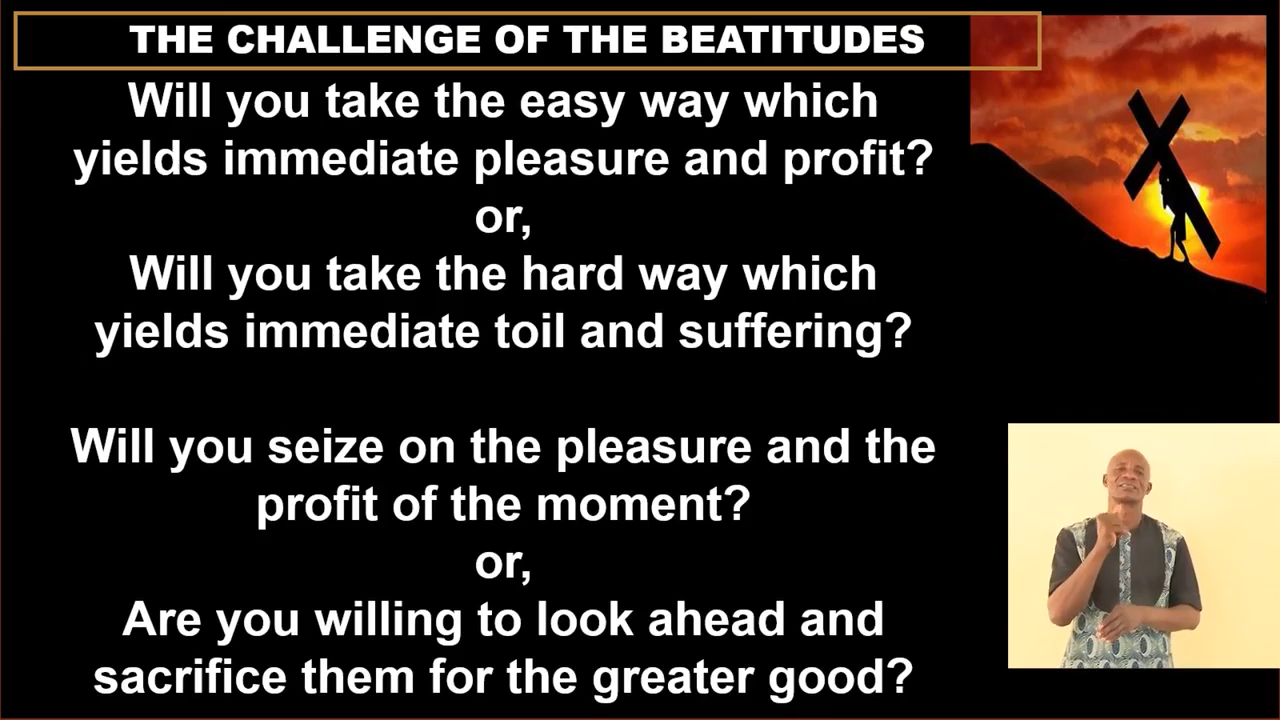 THE CHALLENGE OF THE BEATITUDES
Will you take the easy way which
yields immediate pleasure and profit?
or,
Will you take the hard way which
yields immediate toil and suffering?
Will you seize on the pleasure and the
profit of the moment?
or,
Are you willing to look ahead and
sacrifice them for the greater good?